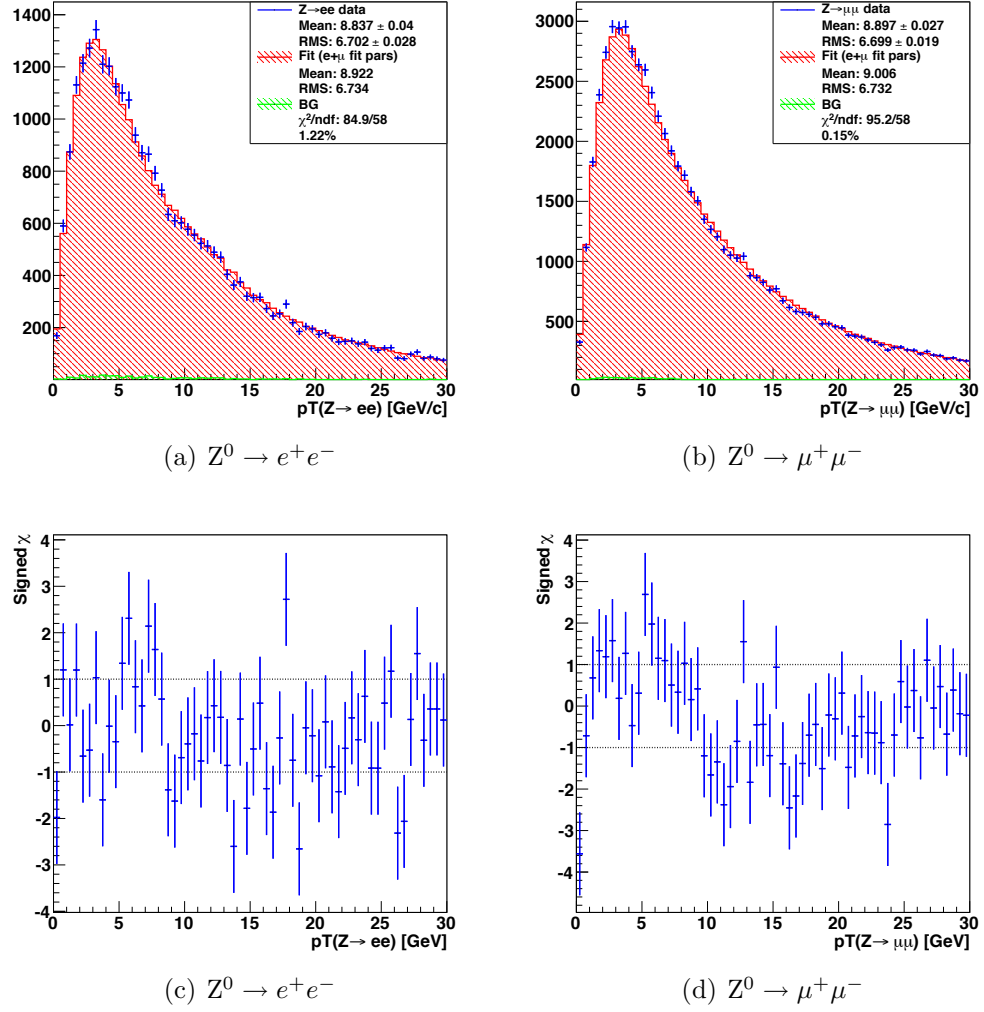 Z→ee data
Mean: 8.837 ± 0.04
RMS: 6.702 ± 0.028
Fit (e+μ fit pars)
Mean: 8.922
RMS: 6.734
BG
χ²/ndf: 84.9/58
1.22%
1400
1200
1000
800
600
400
200
0 5 10 15 20 25 30
pT(Z→ ee) [GeV/c]
(a) Z⁰ → e⁺e⁻
Z→μμ data
Mean: 8.897 ± 0.027
RMS: 6.699 ± 0.019
Fit (e+μ fit pars)
Mean: 9.006
RMS: 6.732
BG
χ²/ndf: 95.2/58
0.15%
3000
2500
2000
1500
1000
500
0 5 10 15 20 25 30
pT(Z→ μμ) [GeV/c]
(b) Z⁰ → μ⁺μ⁻
Signed χ
4
3
2
1
0
-1
-2
-3
-4
0 5 10 15 20 25 30
pT(Z→ ee) [GeV]
(c) Z⁰ → e⁺e⁻
Signed χ
4
3
2
1
0
-1
-2
-3
-4
0 5 10 15 20 25 30
pT(Z→ μμ) [GeV]
(d) Z⁰ → μ⁺μ⁻